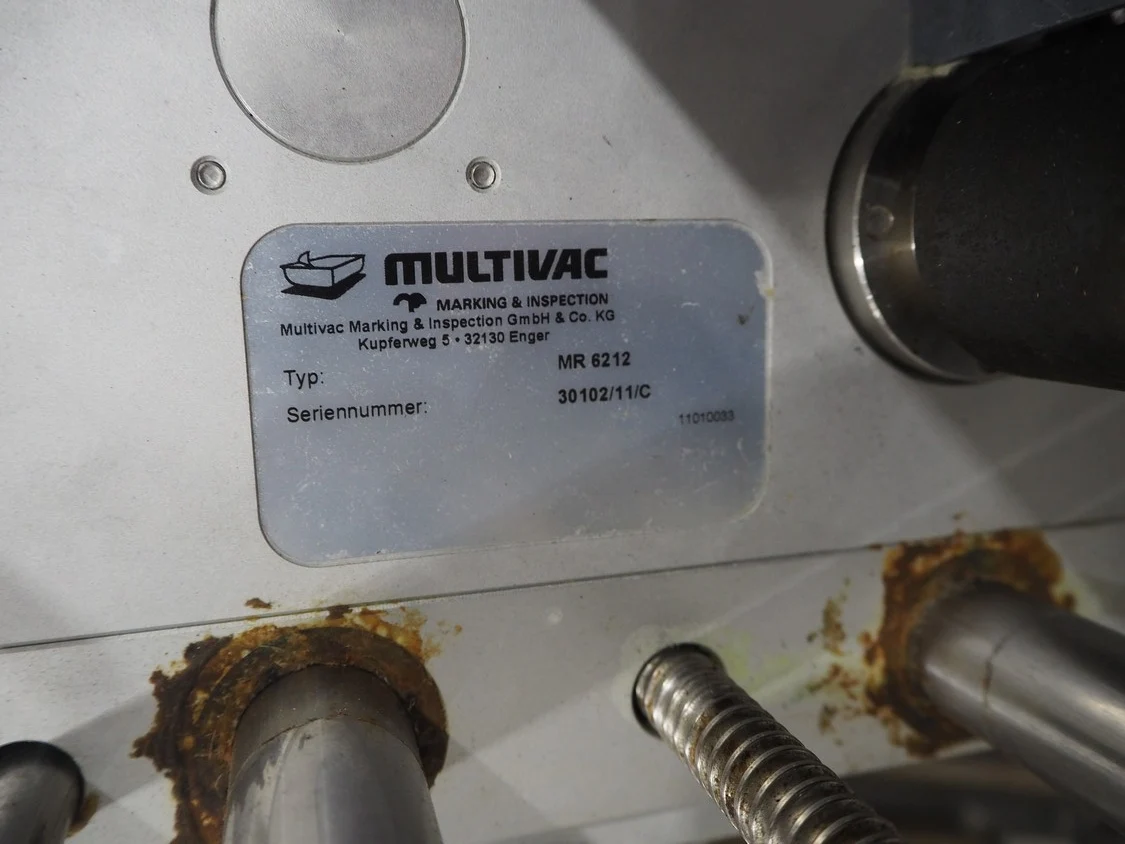 MULTIVAC
MARKING & INSPECTION
Multivac Marking & Inspection GmbH & Co. KG
Kupferweg 5 • 32130 Enger
Typ: MR 6212
Seriennummer: 30102/11/C
11010033